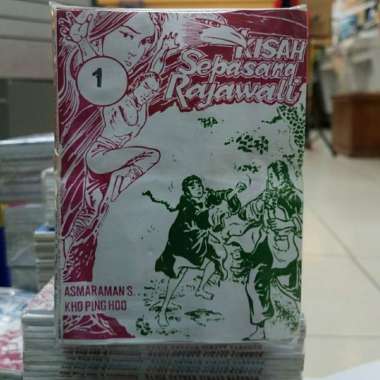 KISAH
Sepasang
Rajawali
1
ASMARAMAN S.
KHO PING HOO